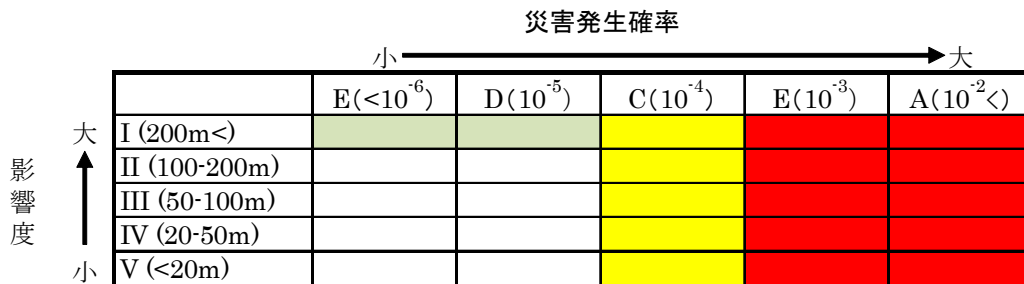 災害発生確率
小 大
E(<10⁻⁶) D(10⁻⁵) C(10⁻⁴) E(10⁻³) A(10⁻²<)
大 I (200m<)
II (100-200m)
影響度 III (50-100m)
IV (20-50m)
小 V (<20m)